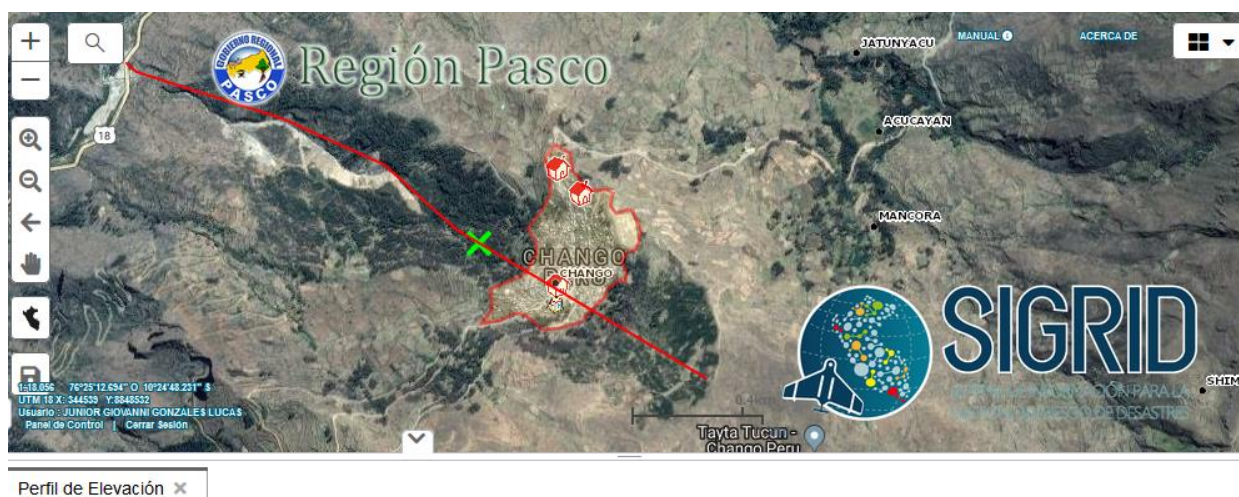 +
−
JATUNYACU
MANUAL
ACERCA DE
GOBIERNO REGIONAL
PASCO
Región Pasco
18
ACUCAYAN
MANCORA
CHANGO
CHANGO
SIGRID
SHIM
1:18,056 76°25'12.694" O 10°24'48.231" S
UTM 18 X: 344539 Y:8848532
Usuario : JUNIOR GIOVANNI GONZALES LUCAS
Panel de Control | Cerrar Sesión
Tayta Tucun -
Chango Peru
Perfil de Elevación ×